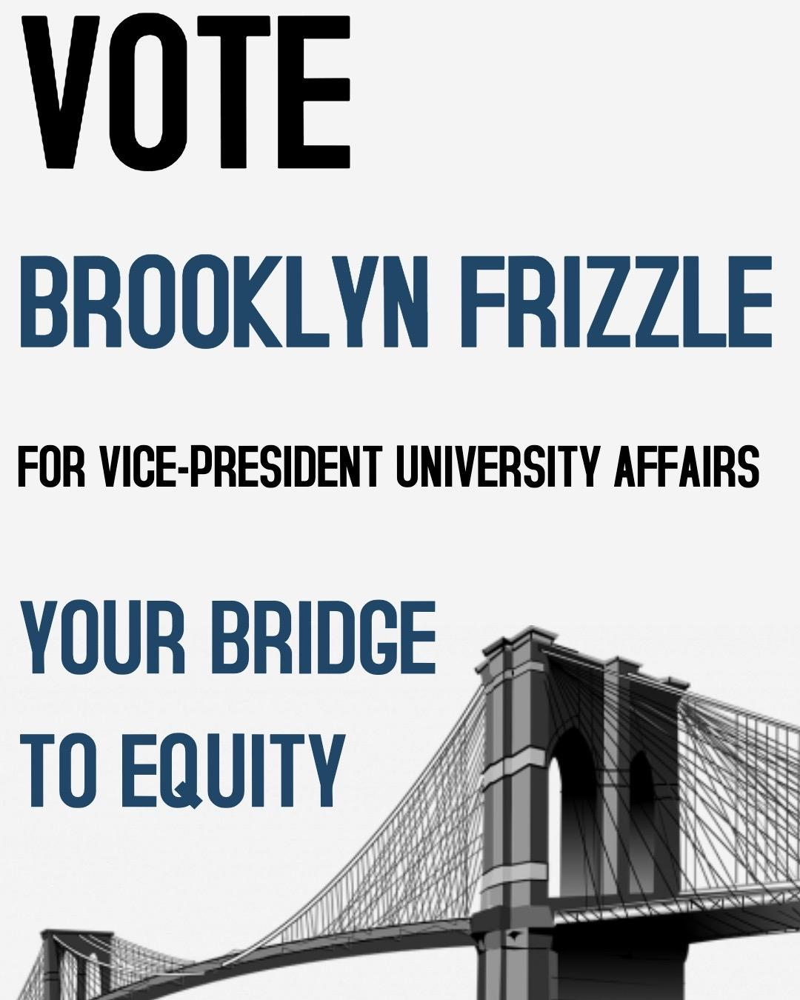 VOTE
BROOKLYN FRIZZLE
FOR VICE-PRESIDENT UNIVERSITY AFFAIRS
YOUR BRIDGE
TO EQUITY